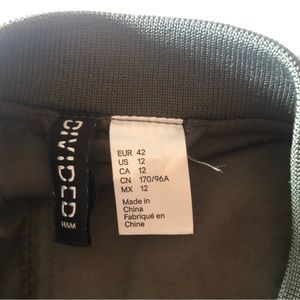 DIVIDED
H&M
EUR 42
US 12
CA 12
CN 170/96A
MX 12
Made in
China
Fabriqué en
Chine